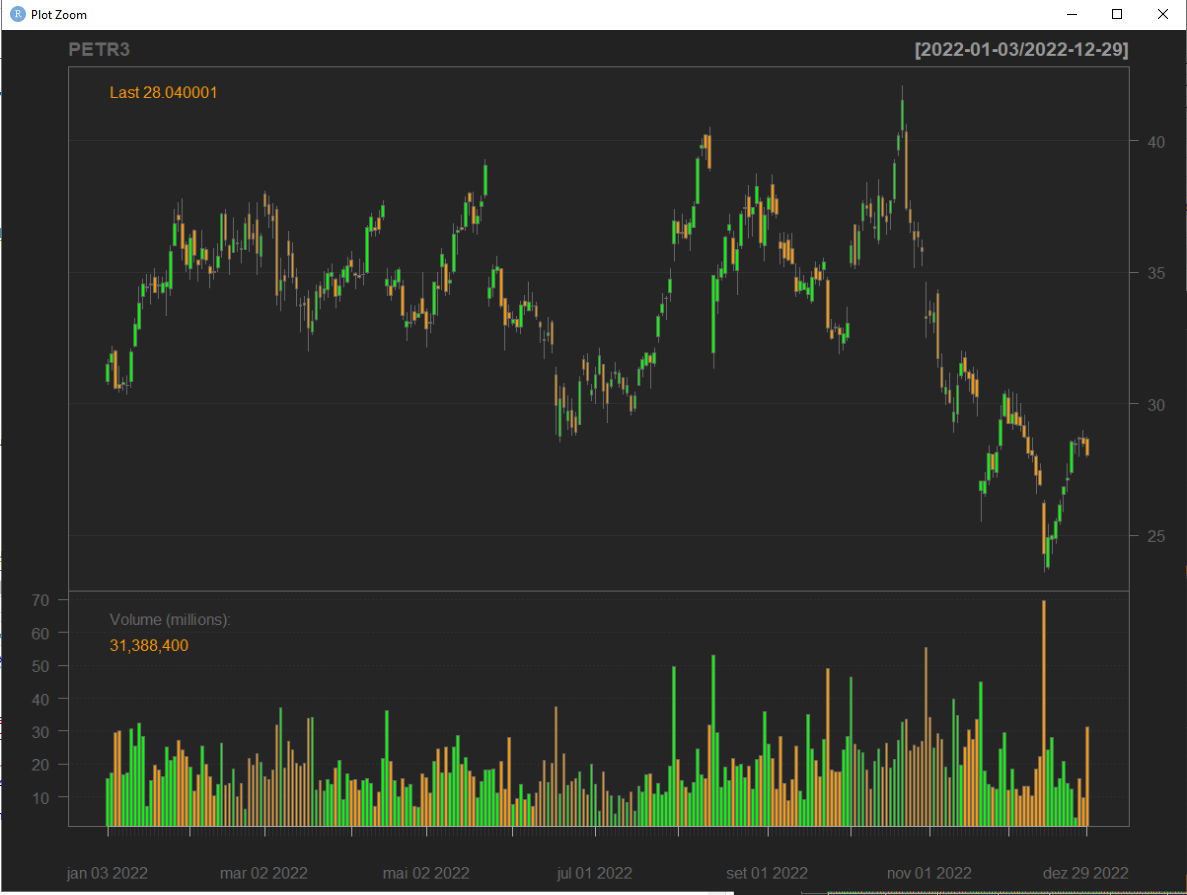 R Plot Zoom
PETR3 [2022-01-03/2022-12-29]
Last 28.040001
40
35
30
25
Volume (millions):
31,388,400
70
60
50
40
30
20
10
jan 03 2022 mar 02 2022 mai 02 2022 jul 01 2022 set 01 2022 nov 01 2022 dez 29 2022